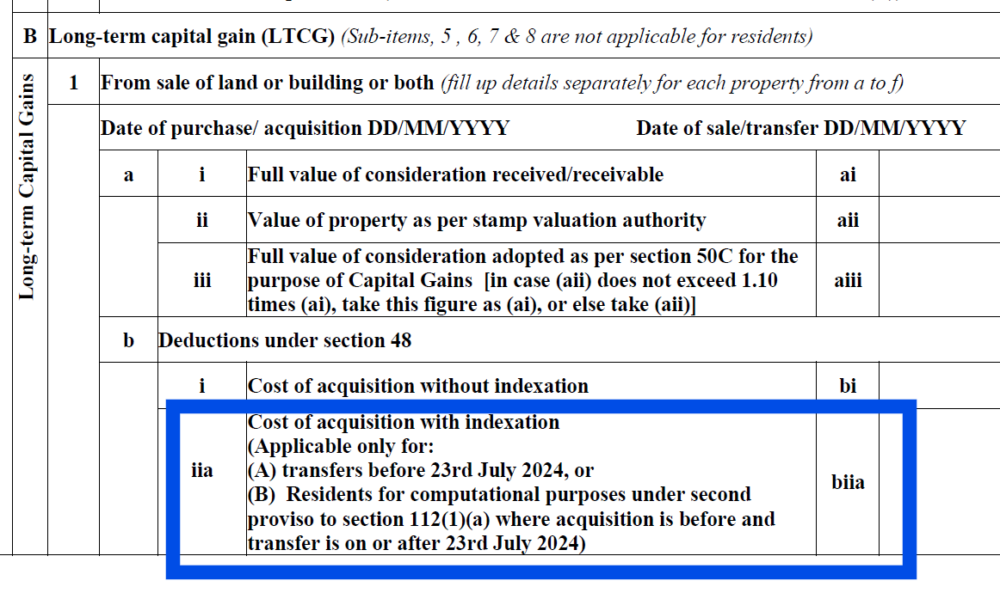 B Long-term capital gain (LTCG) (Sub-items, 5 , 6, 7 & 8 are not applicable for residents)
Long-term Capital Gains
1 From sale of land or building or both (fill up details separately for each property from a to f)
Date of purchase/ acquisition DD/MM/YYYY Date of sale/transfer DD/MM/YYYY
a i Full value of consideration received/receivable ai
ii Value of property as per stamp valuation authority aii
Full value of consideration adopted as per section 50C for the
iii purpose of Capital Gains [in case (aii) does not exceed 1.10 aiii
times (ai), take this figure as (ai), or else take (aii)]
b Deductions under section 48
i Cost of acquisition without indexation bi
Cost of acquisition with indexation
(Applicable only for:
iia (A) transfers before 23rd July 2024, or
(B) Residents for computational purposes under second biia
proviso to section 112(1)(a) where acquisition is before and
transfer is on or after 23rd July 2024)